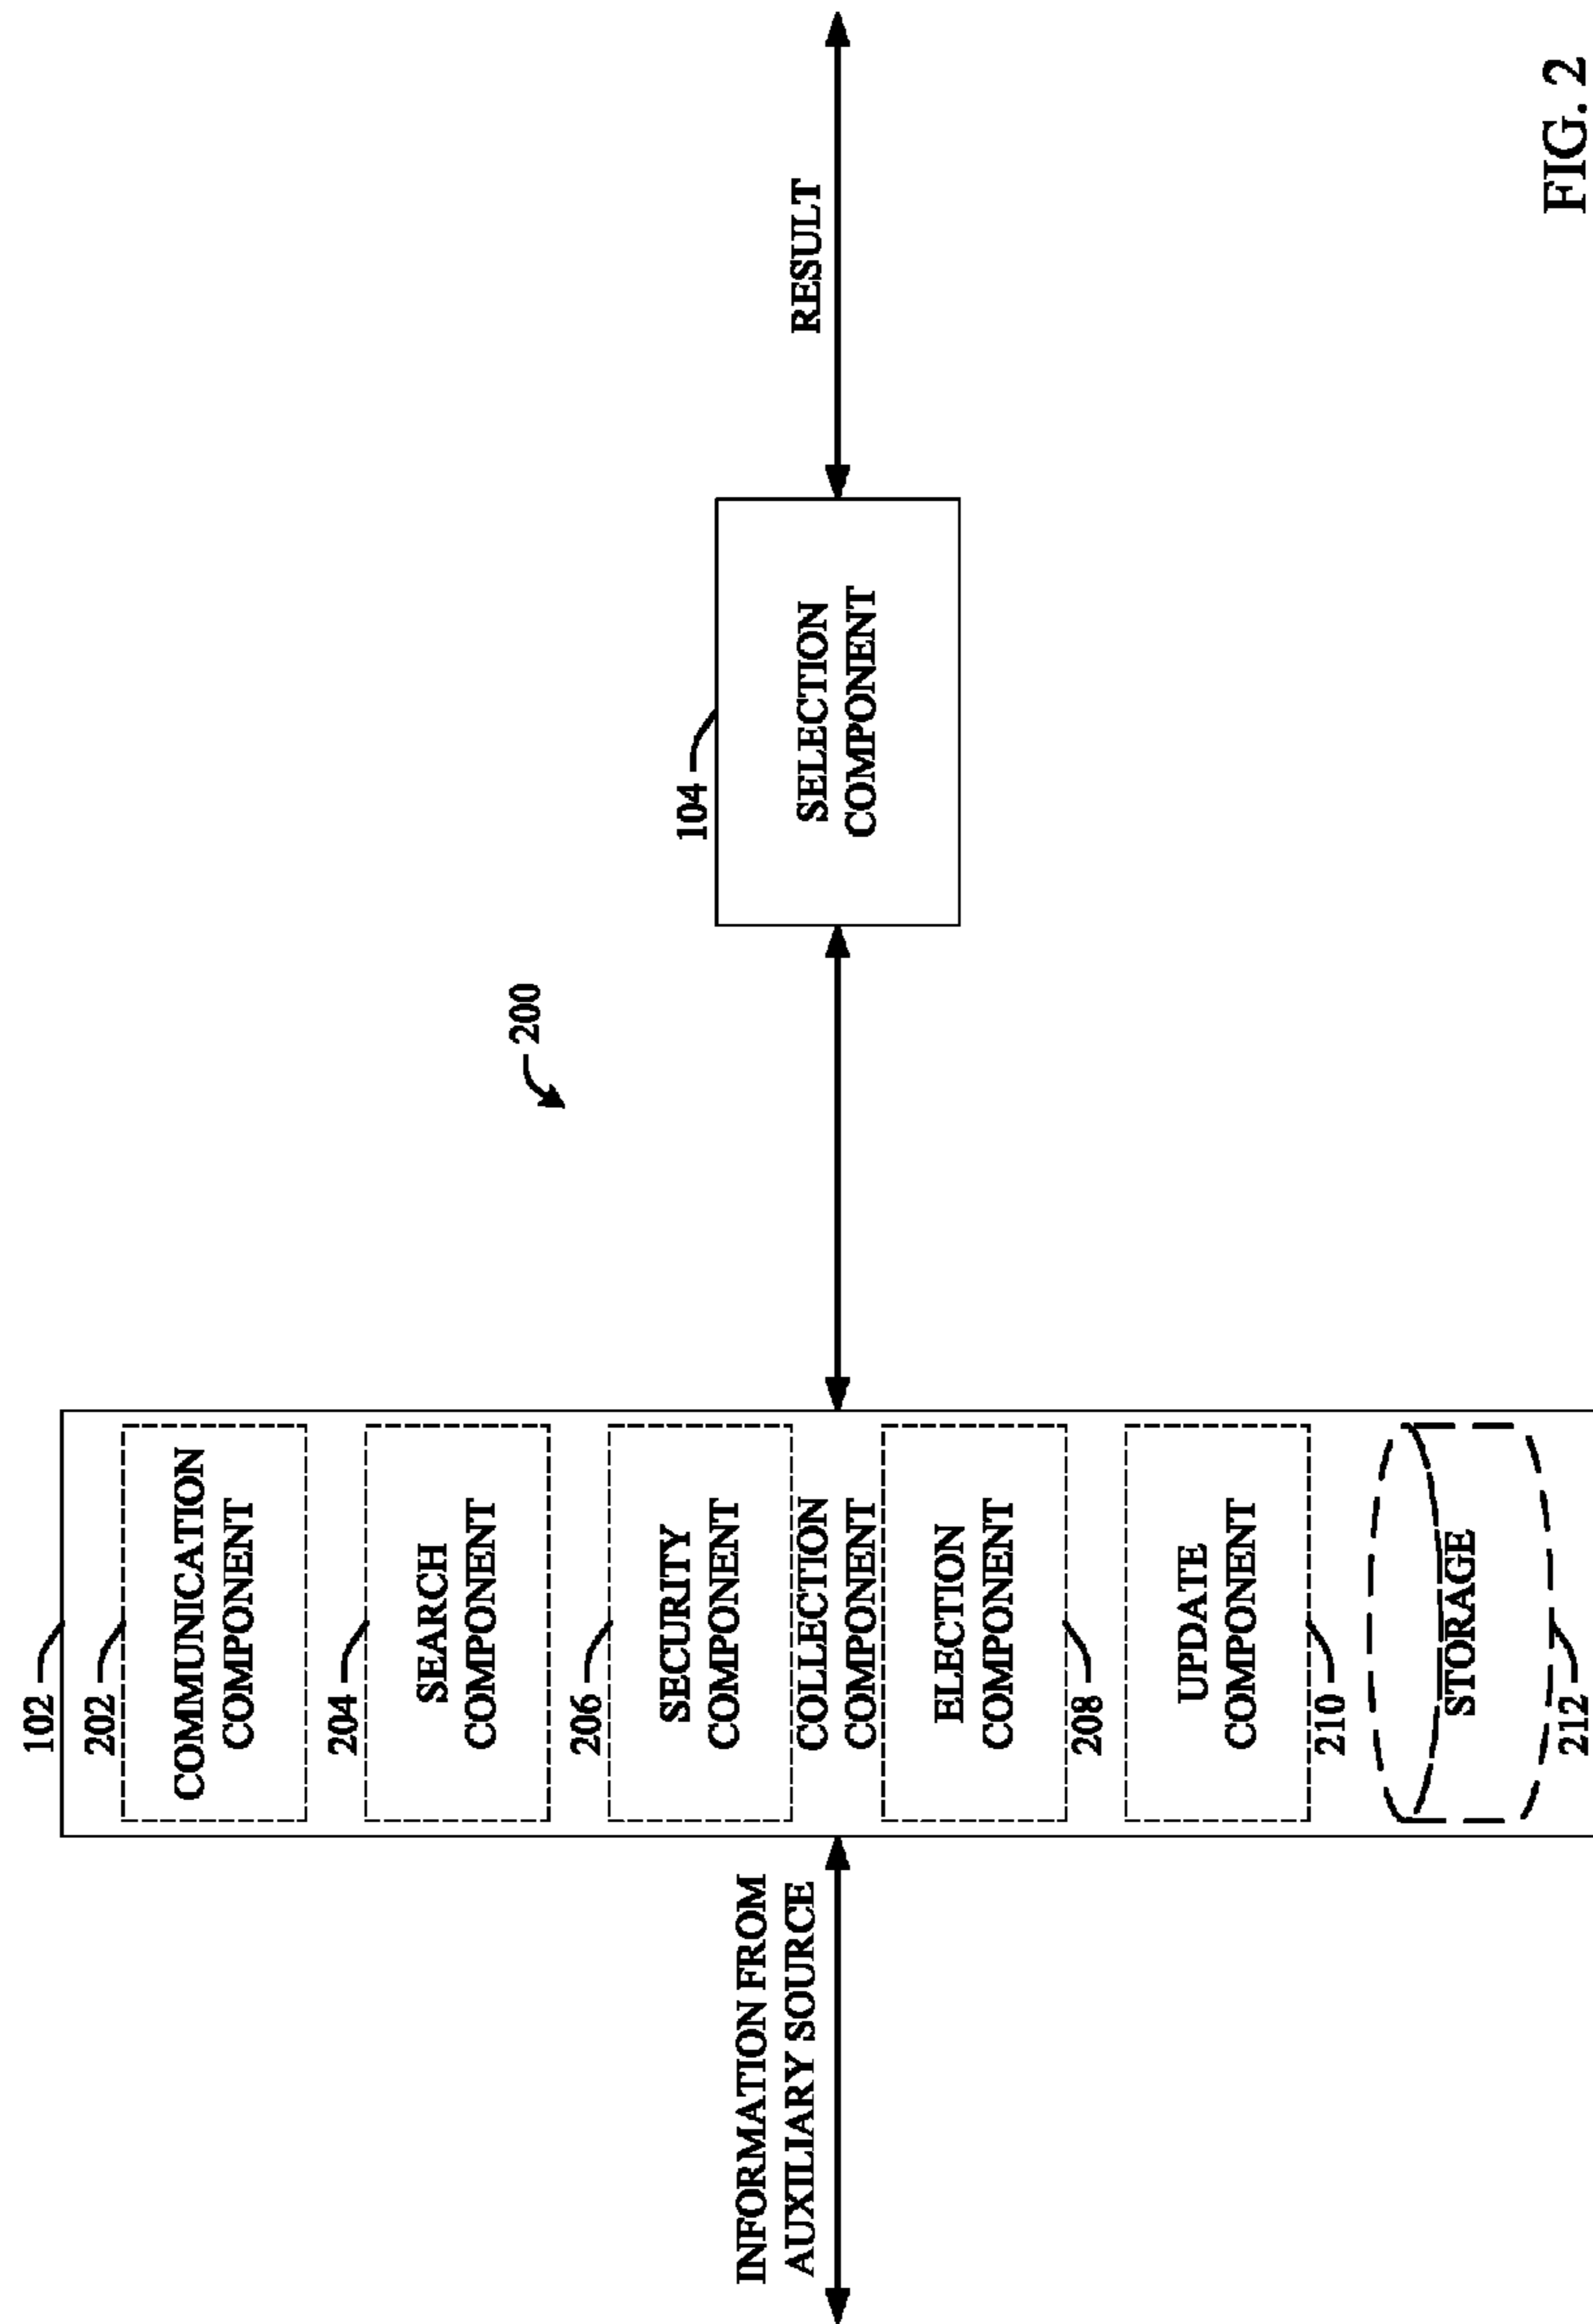 102
202
COMMUNICATION
COMPONENT
204
SEARCH
COMPONENT
206
SECURITY
COMPONENT
COLLECTION
COMPONENT
ELECTION
COMPONENT
208
UPDATE
COMPONENT
210
STORAGE
212
INFORMATION FROM
AUXILIARY SOURCE
200
104
SELECTION
COMPONENT
RESULT
FIG. 2